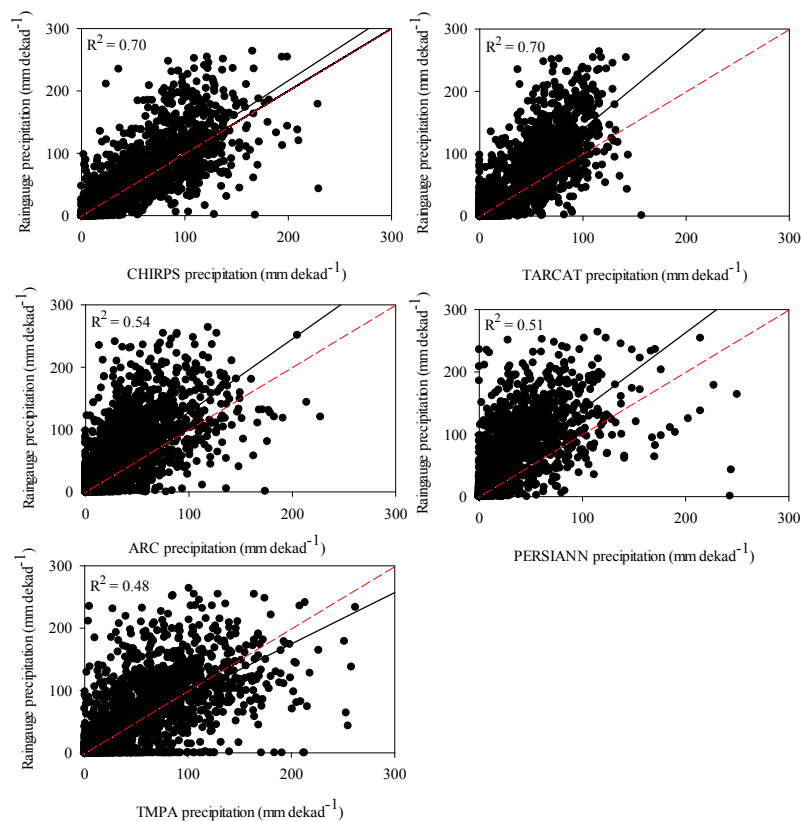 Raingauge precipitation (mm dekad⁻¹)
300
200
100
0
R² = 0.70
0 100 200 300
CHIRPS precipitation (mm dekad⁻¹)
Raingauge precipitation (mm dekad⁻¹)
300
200
100
0
R² = 0.70
0 100 200 300
TARCAT precipitation (mm dekad⁻¹)
Raingauge precipitation (mm dekad⁻¹)
300
200
100
0
R² = 0.54
0 100 200 300
ARC precipitation (mm dekad⁻¹)
Raingauge precipitation (mm dekad⁻¹)
300
200
100
0
R² = 0.51
0 100 200 300
PERSIANN precipitation (mm dekad⁻¹)
Raingauge precipitation (mm dekad⁻¹)
300
200
100
0
R² = 0.48
0 100 200 300
TMPA precipitation (mm dekad⁻¹)